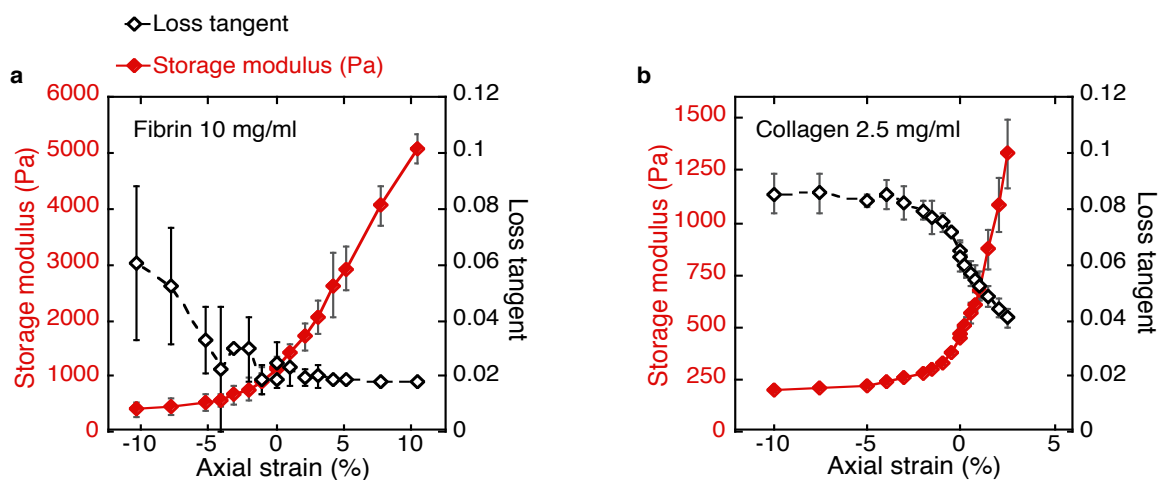 Loss tangent
Storage modulus (Pa)
a
6000
5000
4000
3000
2000
1000
0
Storage modulus (Pa)
Fibrin 10 mg/ml
0.12
0.1
0.08
0.06
0.04
0.02
0
Loss tangent
-10 -5 0 5 10
Axial strain (%)
b
1500
1250
1000
750
500
250
0
Storage modulus (Pa)
Collagen 2.5 mg/ml
0.12
0.1
0.08
0.06
0.04
0.02
0
Loss tangent
-10 -5 0 5
Axial strain (%)